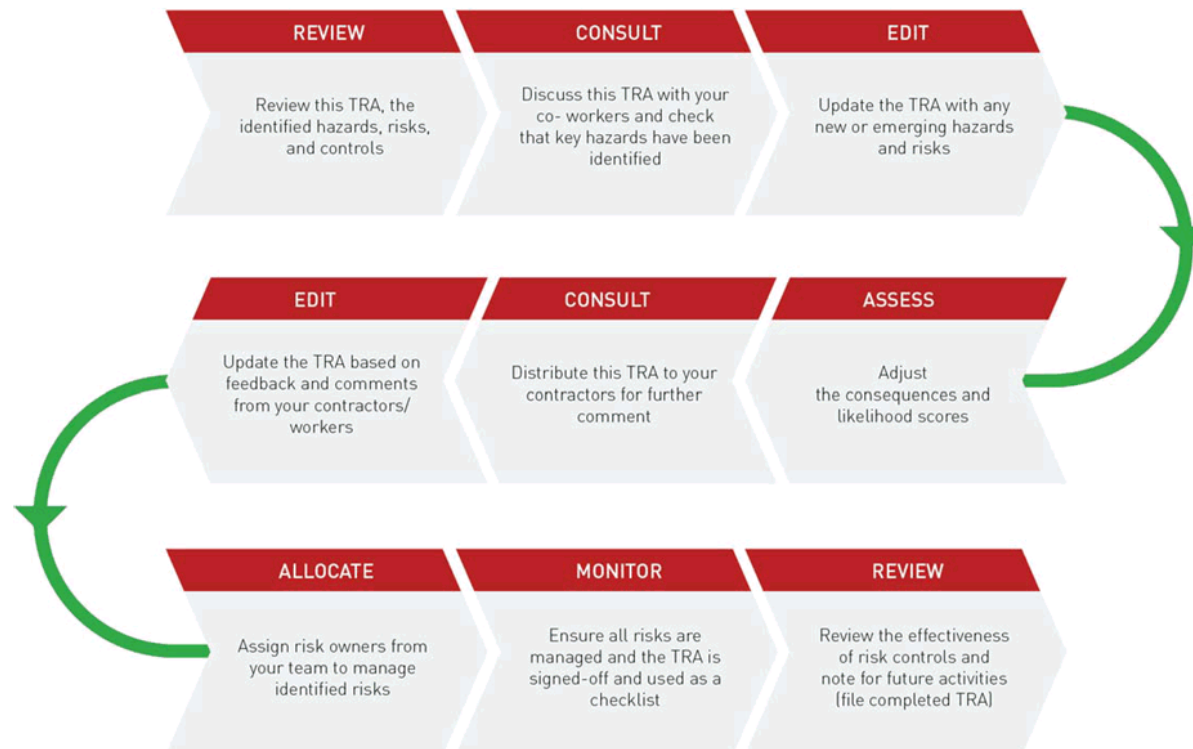 REVIEW
Review this TRA, the
identified hazards, risks,
and controls
CONSULT
Discuss this TRA with your
co- workers and check
that key hazards have been
identified
EDIT
Update the TRA with any
new or emerging hazards
and risks
ASSESS
Adjust
the consequences and
likelihood scores
CONSULT
Distribute this TRA to your
contractors for further
comment
EDIT
Update the TRA based on
feedback and comments
from your contractors/
workers
ALLOCATE
Assign risk owners from
your team to manage
identified risks
MONITOR
Ensure all risks are
managed and the TRA is
signed-off and used as a
checklist
REVIEW
Review the effectiveness
of risk controls and
note for future activities
(file completed TRA)